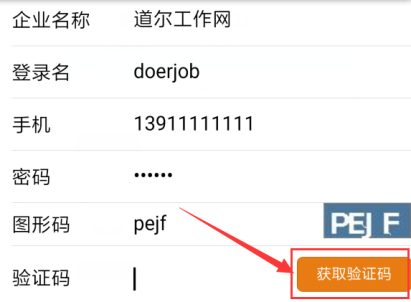 企业名称 道尔工作网
登录名 doerjob
手机 13911111111
密码 ••••••
图形码 pejf PEJF
验证码 获取验证码